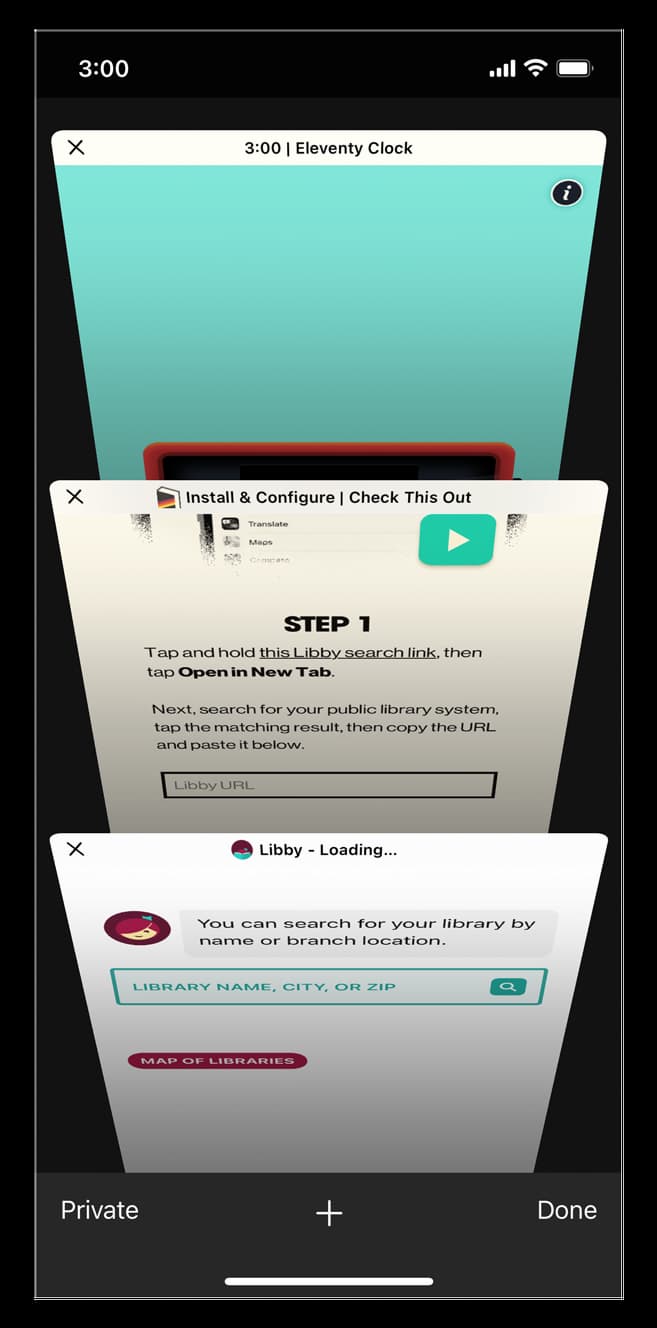 3:00
3:00 | Eleventy Clock
i
Install & Configure | Check This Out
Translate
Maps
Compass
STEP 1
Tap and hold this Libby search link, then
tap Open in New Tab.
Next, search for your public library system,
tap the matching result, then copy the URL
and paste it below.
Libby URL
Libby - Loading...
You can search for your library by
name or branch location.
LIBRARY NAME, CITY, OR ZIP
MAP OF LIBRARIES
Private
Done